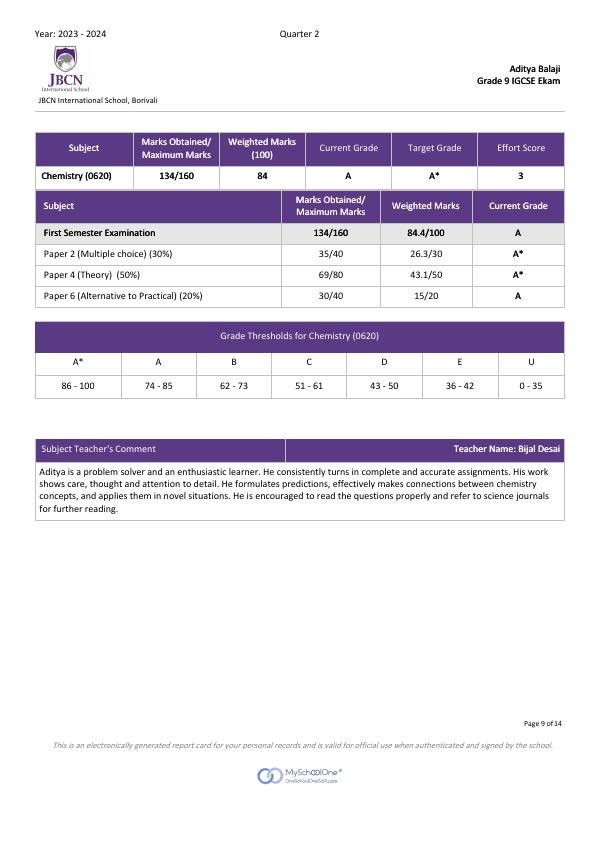 Year: 2023 - 2024 Quarter 2
JBCN
International School
JBCN International School, Borivali
Aditya Balaji
Grade 9 IGCSE Ekam
Subject Marks Obtained/ Maximum Marks Weighted Marks (100) Current Grade Target Grade Effort Score
Chemistry (0620) 134/160 84 A A* 3
Subject Marks Obtained/ Maximum Marks Weighted Marks Current Grade
First Semester Examination 134/160 84.4/100 A
Paper 2 (Multiple choice) (30%) 35/40 26.3/30 A*
Paper 4 (Theory) (50%) 69/80 43.1/50 A*
Paper 6 (Alternative to Practical) (20%) 30/40 15/20 A
Grade Thresholds for Chemistry (0620)
A* A B C D E U
86 - 100 74 - 85 62 - 73 51 - 61 43 - 50 36 - 42 0 - 35
Subject Teacher's Comment Teacher Name: Bijal Desai
Aditya is a problem solver and an enthusiastic learner. He consistently turns in complete and accurate assignments. His work
shows care, thought and attention to detail. He formulates predictions, effectively makes connections between chemistry
concepts, and applies them in novel situations. He is encouraged to read the questions properly and refer to science journals
for further reading.
Page 9 of 14
This is an electronically generated report card for your personal records and is valid for official use when authenticated and signed by the school.
MySchoolOne®
OneSchoolOneSoftware